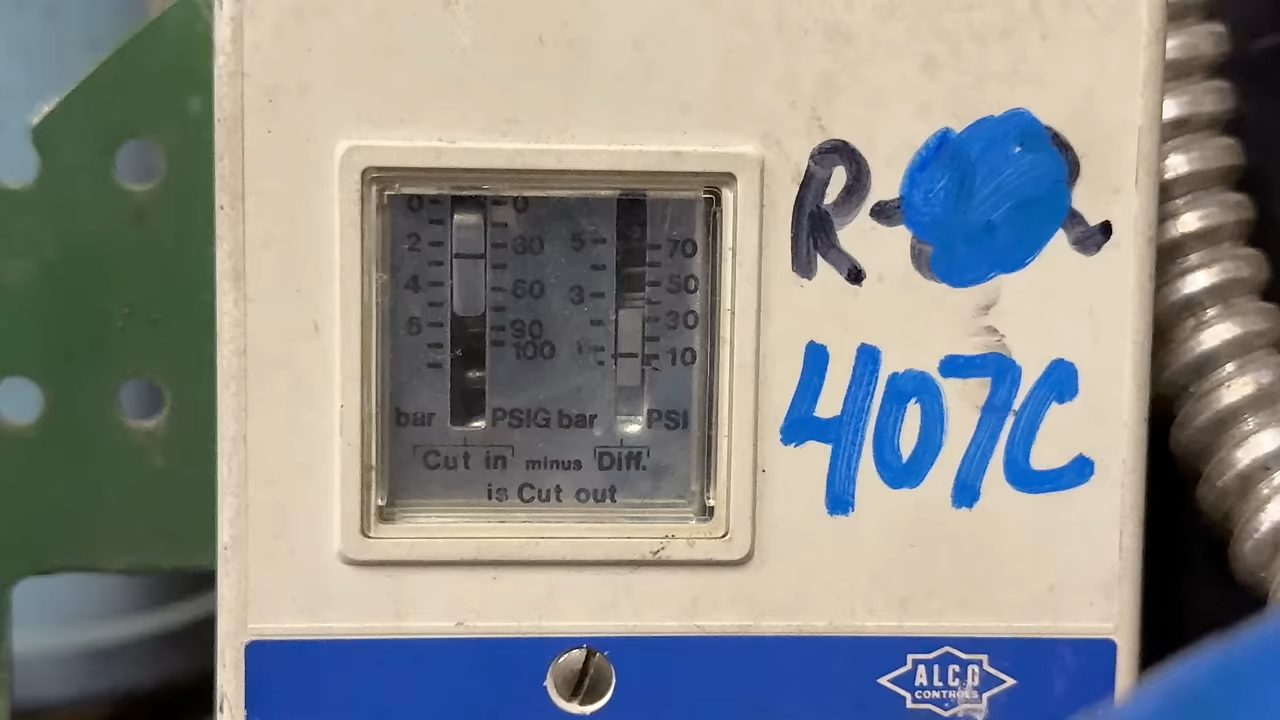 0 0
2 30 5 70
4 60 3 50
6 90 30
100 10
bar PSIG bar PSI
Cut in minus Diff.
is Cut out
R
407C
ALCO
CONTROLS